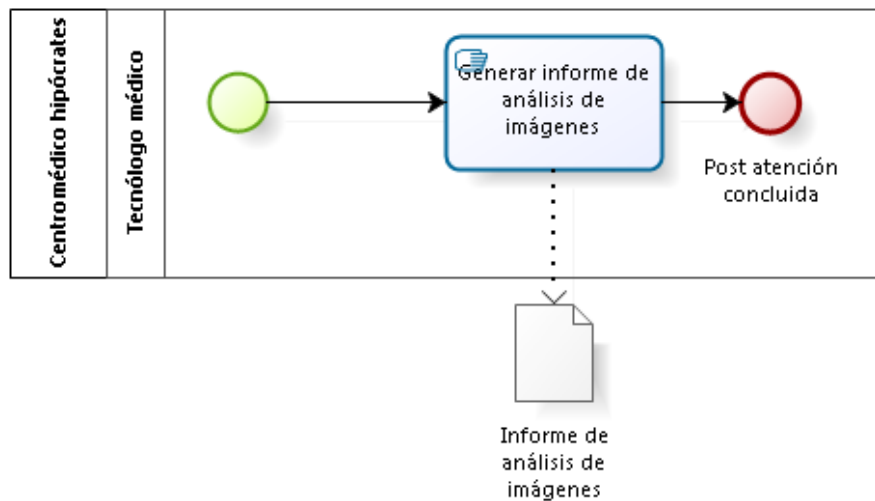 Centromédico hipócrates
Tecnólogo médico
Generar informe de
análisis de
imágenes
Post atención
concluida
Informe de
análisis de
imágenes